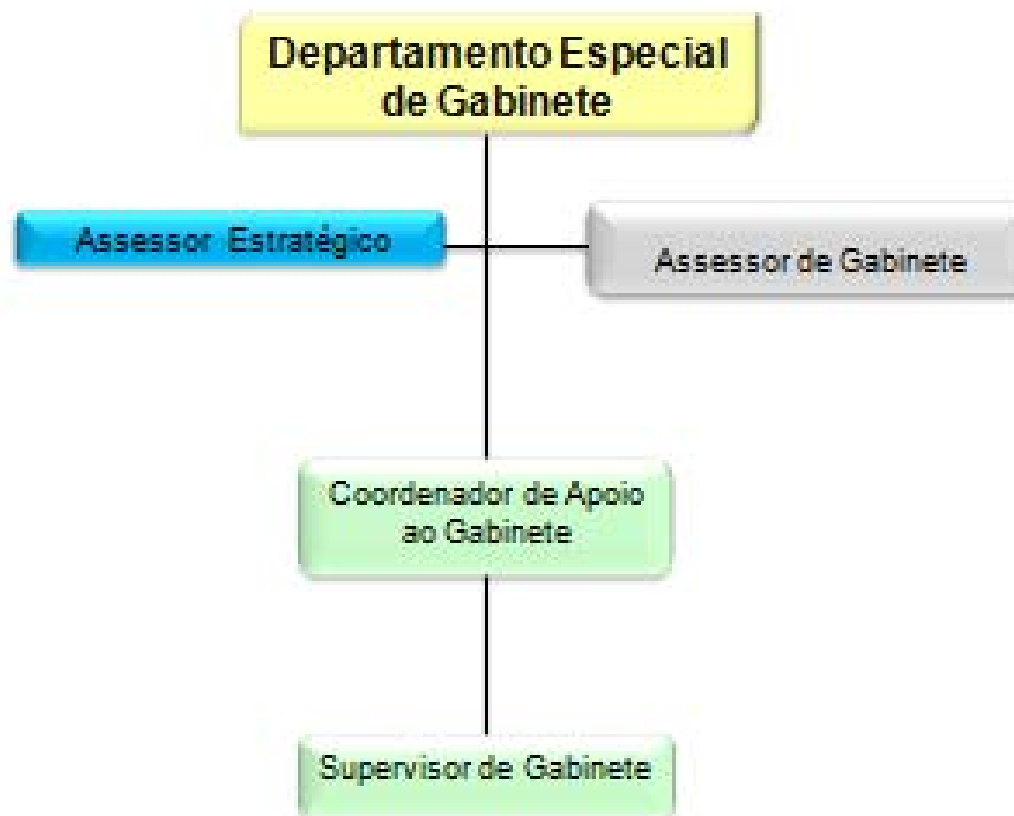 Departamento Especial
de Gabinete
Assessor Estratégico
Assessor de Gabinete
Coordenador de Apoio
ao Gabinete
Supervisor de Gabinete